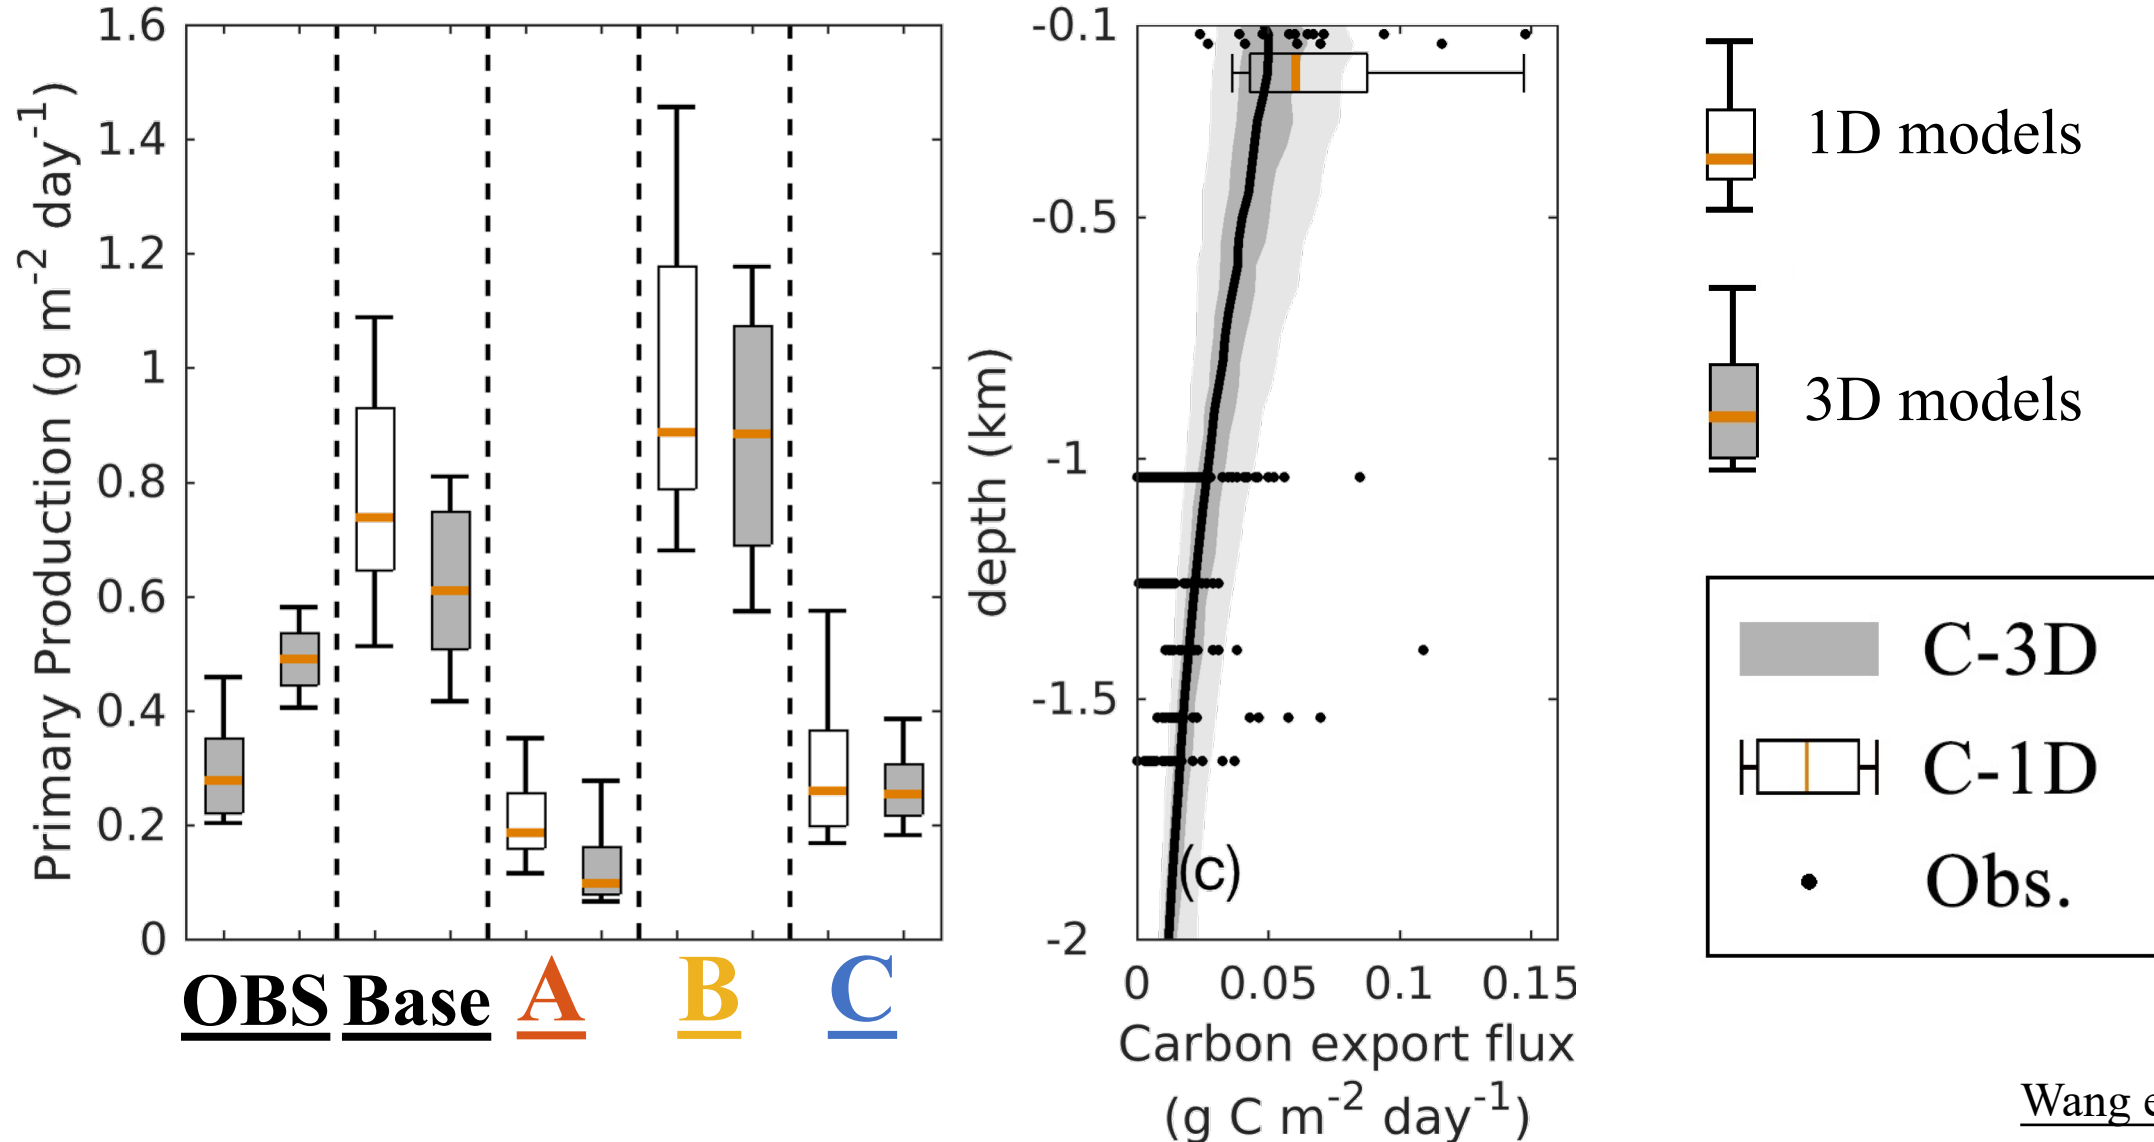 Primary Production (g m-2 day-1)
1.6
1.4
1.2
1
0.8
0.6
0.4
0.2
0
OBS Base A B C
depth (km)
-0.1
-0.5
-1
-1.5
-2
(c)
0 0.05 0.1 0.15
Carbon export flux
(g C m-2 day-1)
1D models
3D models
C-3D
C-1D
Obs.
Wang e